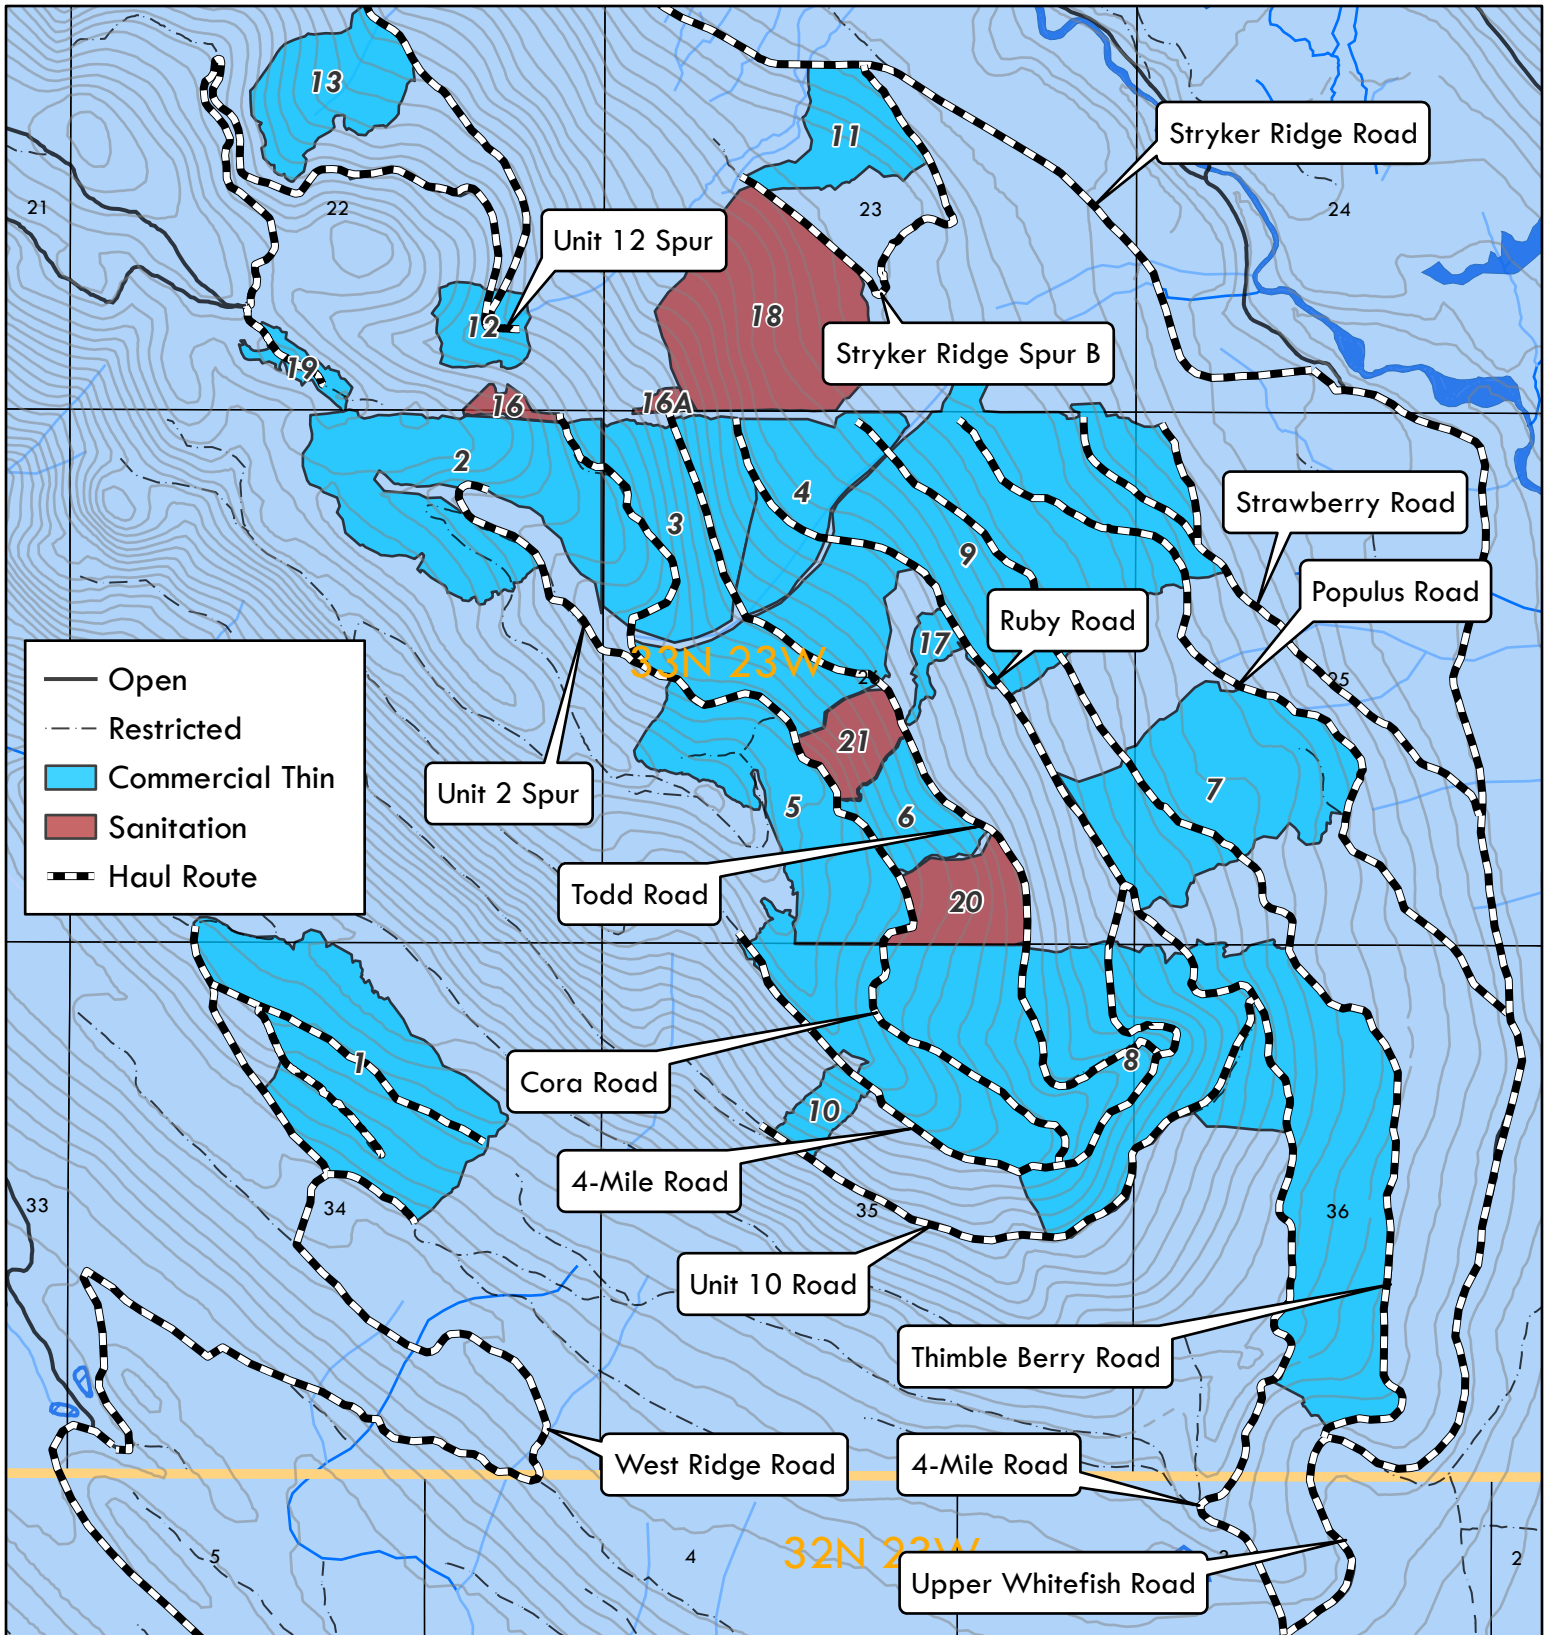 13
11
Stryker Ridge Road
21
22
23
24
Unit 12 Spur
12
18
Stryker Ridge Spur B
19
16
16A
2
4
3
9
Strawberry Road
Populus Road
Ruby Road
17
33N 23W
25
Open
Restricted
Commercial Thin
Sanitation
Haul Route
21
7
Unit 2 Spur
5
6
Todd Road
20
1
8
Cora Road
10
4-Mile Road
33
34
35
36
Unit 10 Road
Thimble Berry Road
West Ridge Road
4-Mile Road
5
4
32N 23W
2
Upper Whitefish Road